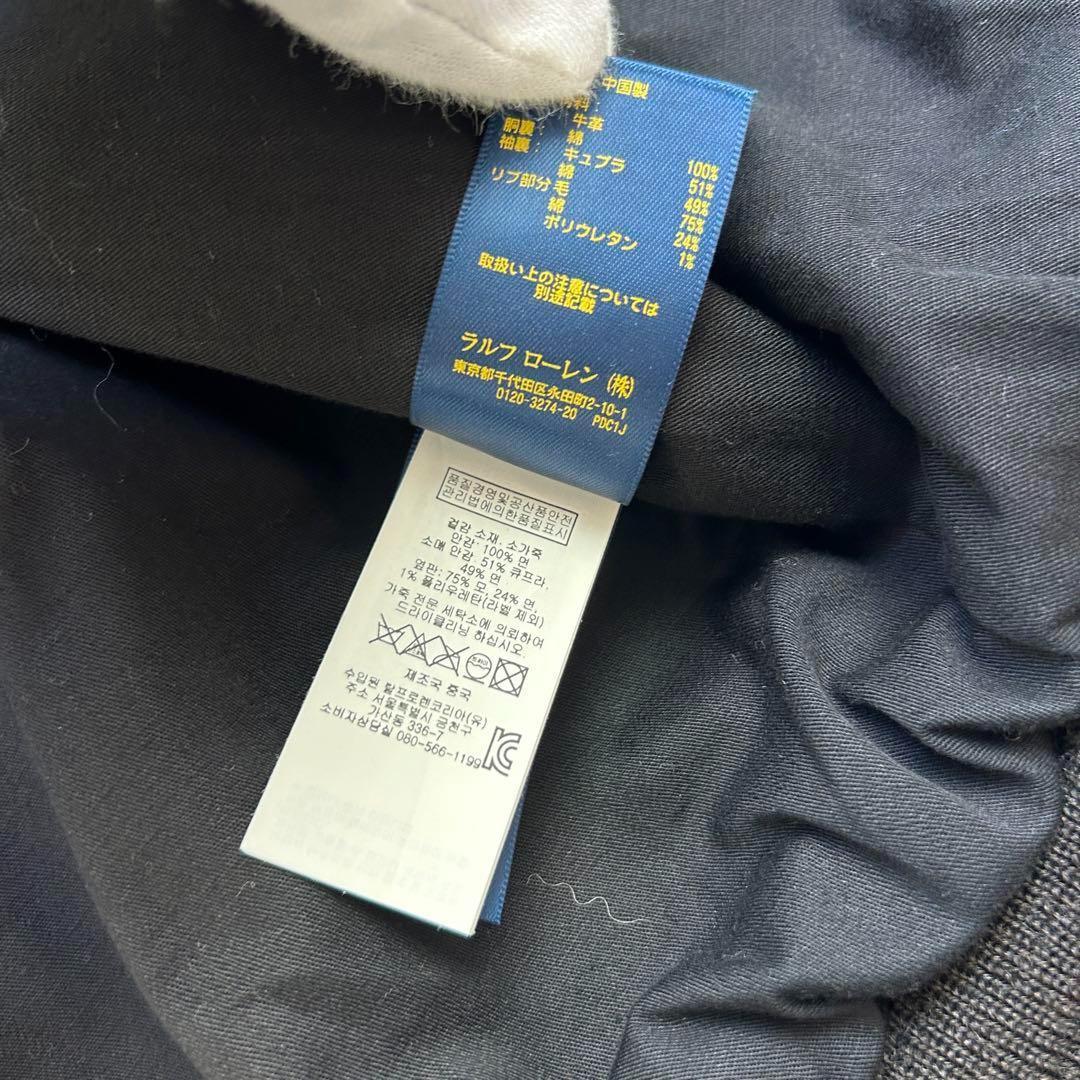 中国製
料:
牛革
胴裏: 綿 100%
袖裏: キュプラ 51%
綿 49%
リブ部分 毛 75%
綿 24%
ポリウレタン 1%
取扱い上の注意については
別途記載
ラルフ ローレン (株)
東京都千代田区永田町2-10-1
0120-3274-20 PDC1J
품질경영및공산품안전
관리법에의한품질표시
겉감 소재. 소가죽
안감: 100% 면
소매 안감: 51% 큐프라,
49% 면
옆판: 75% 모, 24% 면,
1% 폴리우레탄(라벨 제외)
가죽 전문 세탁소에 의뢰하여
드라이클리닝 하십시오.
제조국 중국
수입원 랄프로렌코리아(유)
주소 서울특별시 금천구
가산동 336-7
소비자상담실 080-566-1199